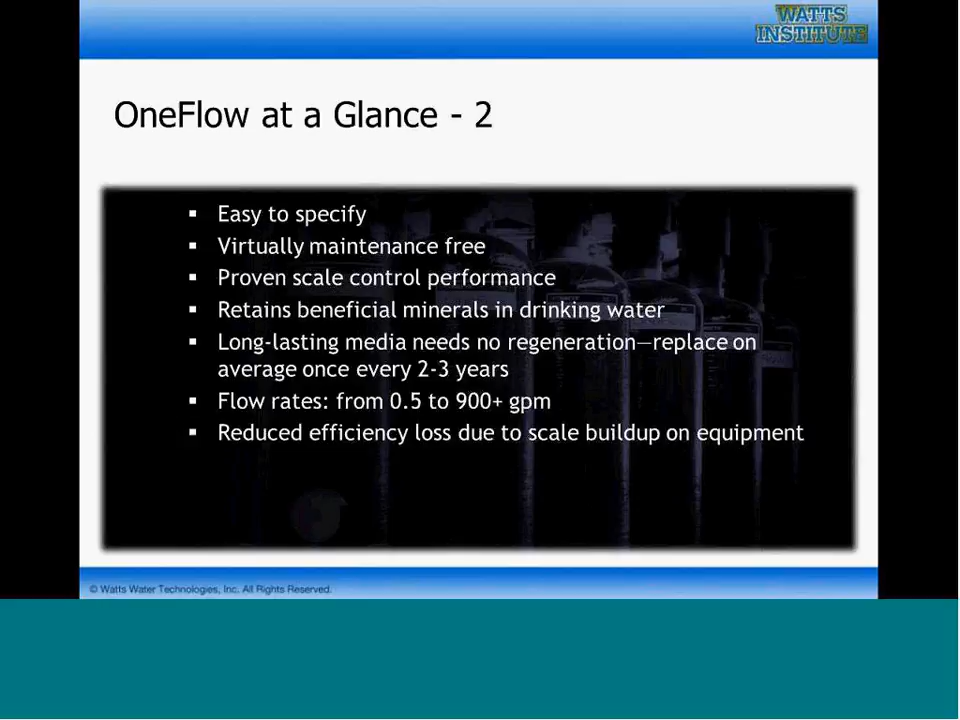 WATTS
INSTITUTE
OneFlow at a Glance - 2
▪ Easy to specify
▪ Virtually maintenance free
▪ Proven scale control performance
▪ Retains beneficial minerals in drinking water
▪ Long-lasting media needs no regeneration—replace on
average once every 2-3 years
▪ Flow rates: from 0.5 to 900+ gpm
▪ Reduced efficiency loss due to scale buildup on equipment
© Watts Water Technologies, Inc. All Rights Reserved.